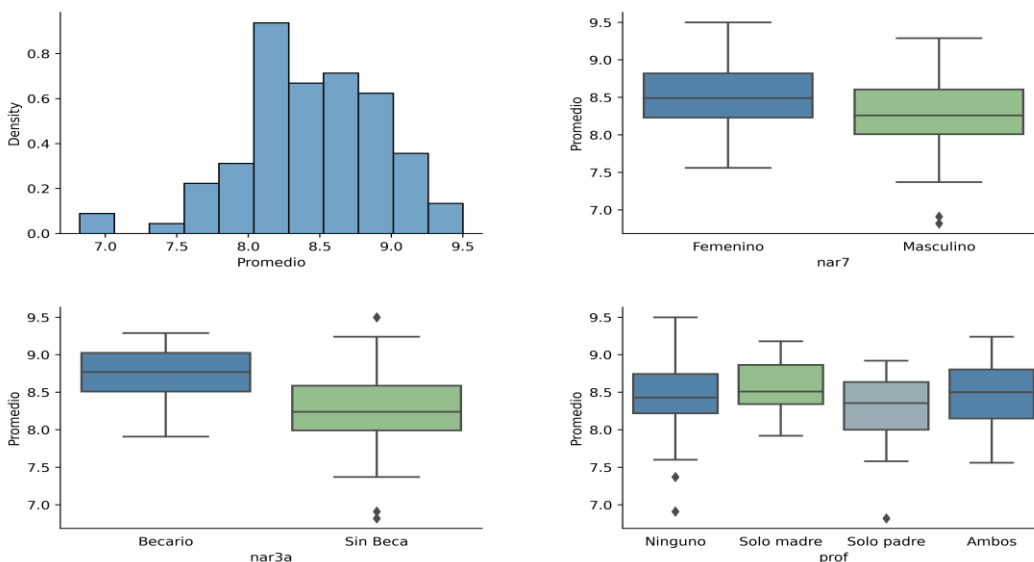 Density
0.8
0.6
0.4
0.2
0.0
7.0 7.5 8.0 8.5 9.0 9.5
Promedio
Promedio
9.5
9.0
8.5
8.0
7.5
7.0
Femenino Masculino
nar7
Promedio
9.5
9.0
8.5
8.0
7.5
7.0
Becario Sin Beca
nar3a
Promedio
9.5
9.0
8.5
8.0
7.5
7.0
Ninguno Solo madre Solo padre Ambos
prof